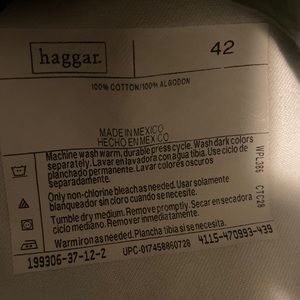 haggar. 42
100% COTTON/100% ALGODON
MADE IN MEXICO
HECHO EN MEXICO
Machine wash warm, durable press cycle. Wash dark colors
separately. Lavar en lavadora con agua tibia. Use ciclo de
planchado permanente. Lavar colores oscuros
separadamente.
Only non-chlorine bleach as needed. Usar solamente
blanqueador sin cloro cuando se necesite.
Tumble dry medium. Remove promptly. Secar en secadora
ciclo mediano. Remover inmediatamente.
Warm iron as needed. Plancha tibia si es necesario.
WPL386 CTC28
199306-37-12-2 UPC-017458860728 4115-470993-439